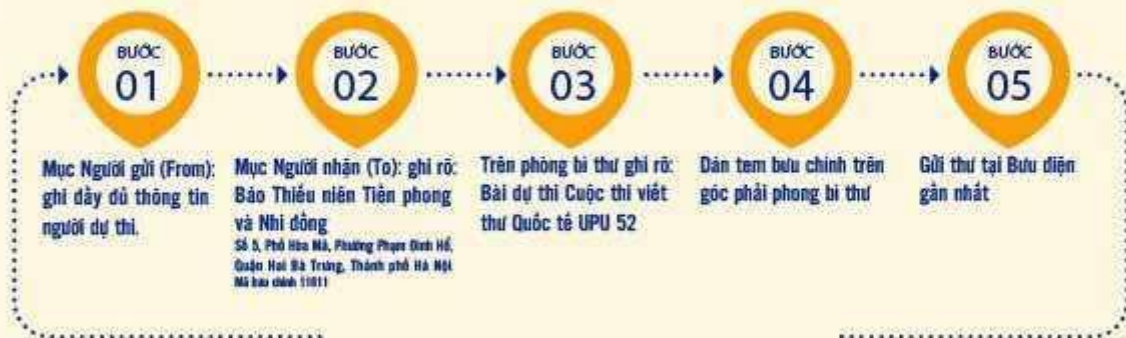 BƯỚC
01
Mục Người gửi (From):
ghi đầy đủ thông tin
người dự thi.
BƯỚC
02
Mục Người nhận (To): ghi rõ:
Báo Thiếu niên Tiền phong
và Nhi đồng
Số 5, Phố Hòa Mã, Phường Phạm Đình Hổ,
Quận Hai Bà Trưng, Thành phố Hà Nội
Mã bưu chính 11611
BƯỚC
03
Trên phong bì thư ghi rõ:
Bài dự thi Cuộc thi viết
thư Quốc tế UPU 52
BƯỚC
04
Dán tem bưu chính trên
góc phải phong bì thư
BƯỚC
05
Gửi thư tại Bưu điện
gần nhất